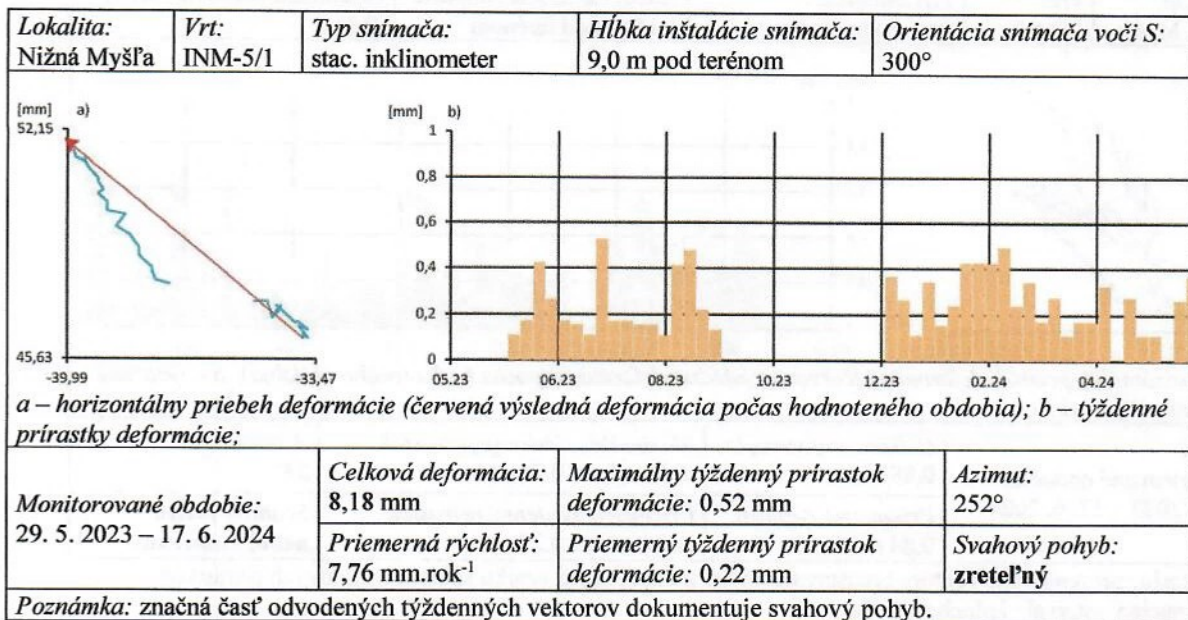 Lokalita:
Nižná Myšľa
Vrt:
INM-5/1
Typ snímača:
stac. inklinometer
Hĺbka inštalácie snímača:
9,0 m pod terénom
Orientácia snímača voči S:
300°
[mm] a)
52,15
45,63
-39,99 -33,47
[mm] b)
1
0,8
0,6
0,4
0,2
0
05.23 06.23 08.23 10.23 12.23 02.24 04.24
a – horizontálny priebeh deformácie (červená výsledná deformácia počas hodnoteného obdobia); b – týždenné
prírastky deformácie;
Monitorované obdobie:
29. 5. 2023 – 17. 6. 2024
Celková deformácia:
8,18 mm
Maximálny týždenný prírastok
deformácie: 0,52 mm
Azimut:
252°
Priemerná rýchlosť:
7,76 mm.rok-1
Priemerný týždenný prírastok
deformácie: 0,22 mm
Svahový pohyb:
zreteľný
Poznámka: značná časť odvodených týždenných vektorov dokumentuje svahový pohyb.